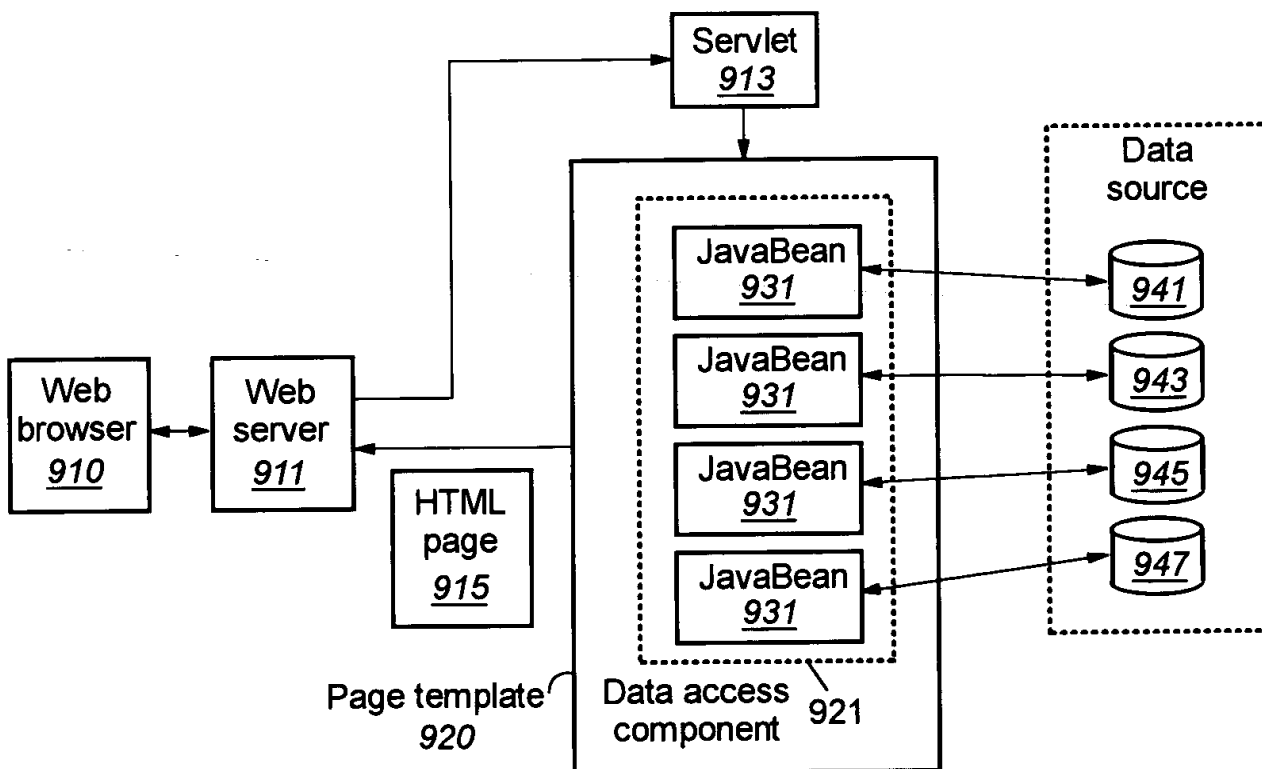 Servlet
913
Data
source
JavaBean
931
941
JavaBean
931
943
Web
browser
910
Web
server
911
JavaBean
931
945
HTML
page
915
JavaBean
931
947
Page template
920
Data access
component
921